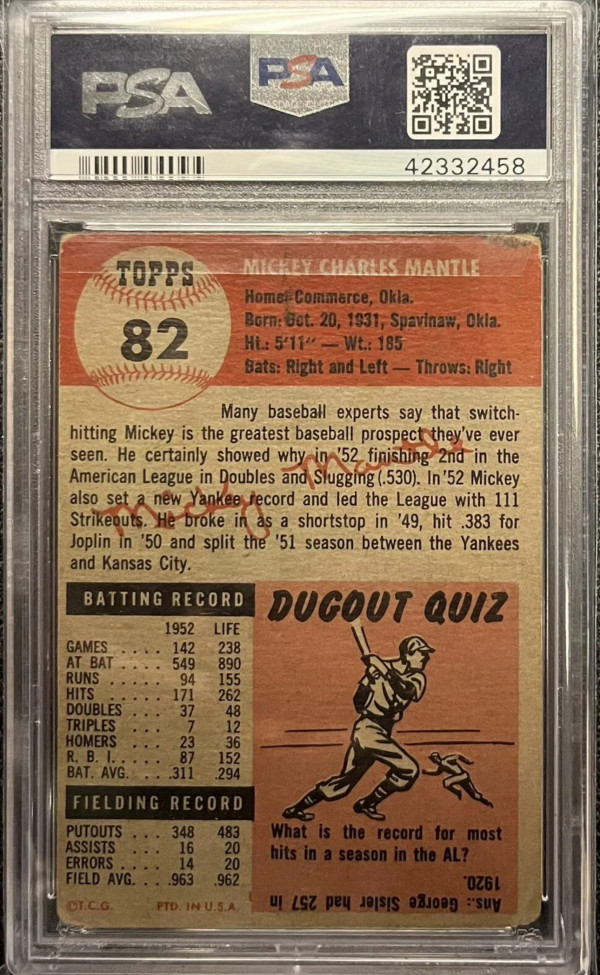 PSA
PSA
NASDAQ: CLCT
42332458
TOPPS
82
MICKEY CHARLES MANTLE
Home: Commerce, Okla.
Born: Oct. 20, 1931, Spavinaw, Okla.
Ht.: 5'11" — Wt.: 185
Bats: Right and Left — Throws: Right
Many baseball experts say that switch-
hitting Mickey is the greatest baseball prospect they've ever
seen. He certainly showed why in '52 finishing 2nd in the
American League in Doubles and Slugging (.530). In '52 Mickey
also set a new Yankee record and led the League with 111
Strikeouts. He broke in as a shortstop in '49, hit .383 for
Joplin in '50 and split the '51 season between the Yankees
and Kansas City.
Mickey Mantle
BATTING RECORD
1952 LIFE
GAMES .... 142 238
AT BAT .... 549 890
RUNS .... 94 155
HITS ..... 171 262
DOUBLES ... 37 48
TRIPLES ... 7 12
HOMERS ... 23 36
R. B. I. .... 87 152
BAT. AVG. .. .311 .294
FIELDING RECORD
PUTOUTS ... 348 483
ASSISTS ... 16 20
ERRORS ... 14 20
FIELD AVG. .. .963 .962
©T.C.G. PTD. IN U.S.A.
DUGOUT QUIZ
What is the record for most
hits in a season in the AL?
Ans.: George Sisler had 257 in
1920.